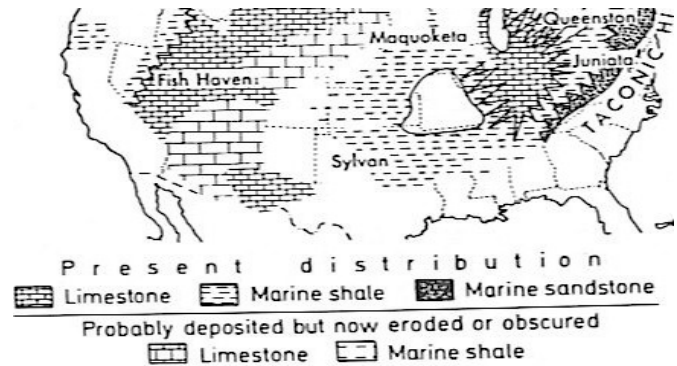 Queenston
Maquoketa
Juniata
Fish Haven
TACONIC HI
Sylvan
Present distribution
Limestone Marine shale Marine sandstone
Probably deposited but now eroded or obscured
Limestone Marine shale